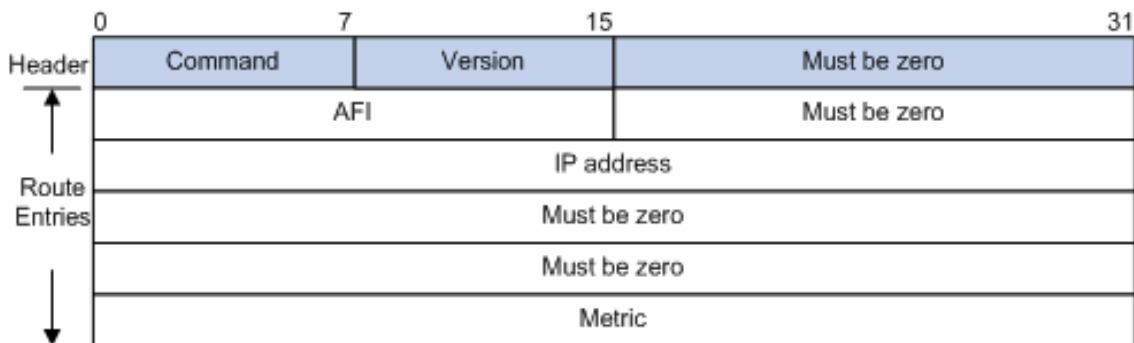 0 7 15 31
Header Command Version Must be zero
AFI Must be zero
IP address
Route
Entries
Must be zero
Must be zero
Metric